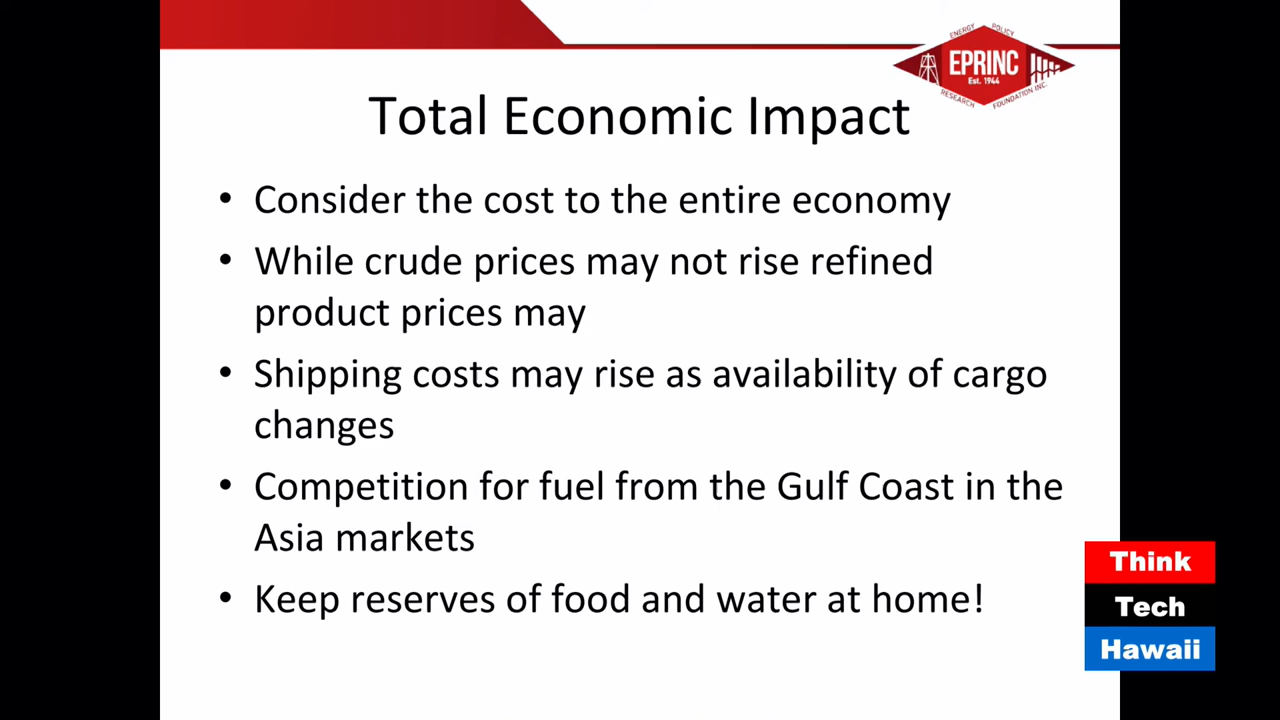 ENERGY POLICY
EPRINC
Est. 1944
RESEARCH FOUNDATION INC.
Total Economic Impact
• Consider the cost to the entire economy
• While crude prices may not rise refined
product prices may
• Shipping costs may rise as availability of cargo
changes
• Competition for fuel from the Gulf Coast in the
Asia markets
• Keep reserves of food and water at home!
Think
Tech
Hawaii